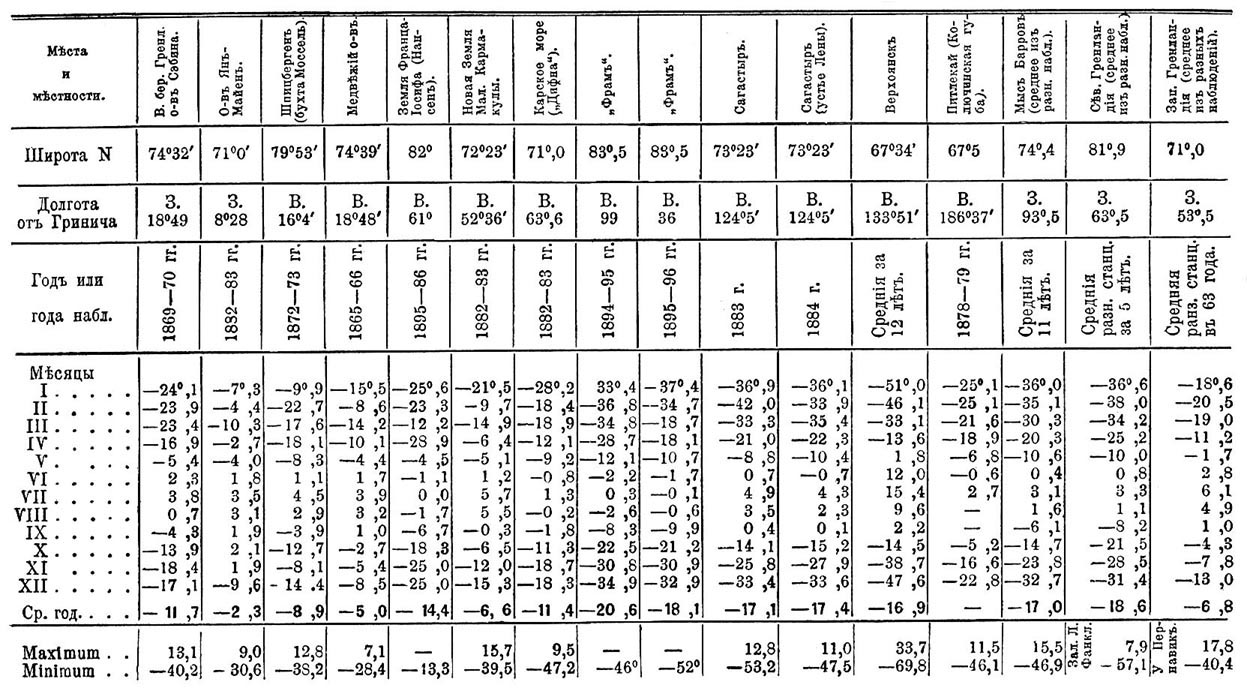 Мѣста
и
мѣстности.
В. бер. Гренл.
о-въ Сэбина.
О-въ Янъ-
Майенъ.
Шпицбергенъ
(бухта Моссель)
Медвѣжій о-въ.
Земля Франца-
Іосифа (Нан-
сенъ).
Новая Земля
Мал. Карма-
кулы.
Карское море
(„Дифна“).
„Фрамъ“.
„Фрамъ“.
Сагастыръ.
Сагастыръ
(устье Лены).
Верхоянскъ
Питлекай (Ко-
лючинская гу-
ба).
Мысъ Барровъ
(среднее изъ
разн. набл.).
Сѣв. Гренлан-
дія (среднее
изъ разн. набл.)
Зап. Гренлан-
дія (среднее
изъ разныхъ
наблюденій).
Широта N 74°32′ 71°0′ 79°53′ 74°39′ 82° 72°23′ 71°,0 83°,5 83°,5 73°23′ 73°23′ 67°34′ 67°5 74°,4 81°,9 71°,0
Долгота З. З. В. В. В. В. В. В. В. В. В. В. В. З. З. З.
отъ Гринича 18°49 8°28 16°4′ 18°48′ 61° 52°36′ 63°,6 99 36 124°5′ 124°5′ 133°51′ 186°37′ 93°,5 63°,5 53°,5
Годъ или
года набл.
1869—70 гг.
1882—83 гг.
1872—73 гг.
1865—66 гг.
1895—86 гг.
1882—83 гг.
1882—83 гг.
1894—95 гг.
1895—96 гг.
1883 г.
1884 г.
Среднія за
12 лѣтъ.
1878—79 гг.
Среднія за
11 лѣтъ.
Среднія
разн. станц.
за 5 лѣтъ.
Средняя
ранз. станц.
въ 63 года.
Мѣсяцы
I . . . . . —24°,1 —7°,3 —9°,9 —15°,5 —25°,6 —21°,5 —28°,2 33°,4 —37°,4 —36°,9 —36°,1 —51°,0 —25°,1 —36°,0 —36°,6 —18°,6
II . . . . . —23 ,9 —4 ,4 —22 ,7 —8 ,6 —23 ,3 —9 ,7 —18 ,4 —36 ,8 —34 ,7 —42 ,0 —33 ,9 —46 ,1 —25 ,1 —35 ,1 —38 ,0 —20 ,5
III . . . . . —23 ,4 —10 ,3 —17 ,6 —14 ,2 —12 ,2 —14 ,9 —18 ,9 —34 ,8 —18 ,7 —33 ,3 —35 ,4 —33 ,1 —21 ,6 —30 ,3 —34 ,2 —19 ,0
IV . . . . . —16 ,9 —2 ,7 —18 ,1 —10 ,1 —28 ,9 —6 ,4 —12 ,1 —28 ,7 —18 ,1 —21 ,0 —22 ,3 —13 ,6 —18 ,9 —20 ,3 —25 ,2 —11 ,2
V . . . . . —5 ,4 —4 ,0 —8 ,3 —4 ,4 —4 ,5 —5 ,1 —9 ,2 —12 ,1 —10 ,7 —8 ,8 —10 ,4 1 ,8 —6 ,8 —10 ,6 —10 ,0 —1 ,7
VI . . . . . 2 ,3 1 ,8 1 ,1 1 ,7 —1 ,1 1 ,2 —0 ,8 —2 ,2 —1 ,7 0 ,7 —0 ,7 12 ,0 —0 ,6 0 ,4 0 ,8 2 ,8
VII . . . . . 3 ,8 3 ,5 4 ,5 3 ,9 0 ,0 5 ,7 1 ,3 0 ,3 —0 ,1 4 ,9 4 ,3 15 ,4 2 ,7 3 ,1 3 ,3 6 ,1
VIII . . . . . 0 ,7 3 ,1 2 ,9 3 ,2 —1 ,7 5 ,5 —0 ,2 —2 ,6 —0 ,6 3 ,5 2 ,3 9 ,6 — 1 ,6 1 ,1 4 ,9
IX . . . . . —4 ,3 1 ,9 —3 ,9 1 ,0 —6 ,7 —0 ,3 —1 ,8 —8 ,3 —9 ,9 0 ,4 0 ,1 2 ,2 — —6 ,1 —8 ,2 1 ,0
X . . . . . —13 ,9 2 ,1 —12 ,7 —2 ,7 —18 ,3 —6 ,5 —11 ,3 —22 ,5 —21 ,2 —14 ,1 —15 ,2 —14 ,5 —5 ,2 —14 ,7 —21 ,5 —4 ,3
XI . . . . . —18 ,4 1 ,9 —8 ,1 —5 ,4 —25 ,0 —12 ,0 —18 ,7 —30 ,8 —30 ,9 —25 ,8 —27 ,9 —38 ,7 —16 ,6 —23 ,8 —28 ,5 —7 ,8
XII . . . . . —17 ,1 —9 ,6 —14 ,4 —8 ,5 —25 ,0 —15 ,3 —18 ,3 —34 ,9 —32 ,9 —33 ,4 —33 ,6 —47 ,6 —22 ,8 —32 ,7 —31 ,4 —13 ,0
Ср. год. . . . — 11 ,7 —2 ,3 —8 ,9 —5 ,0 — 14,4 —6, 6 —11 ,4 —20 ,6 —18 ,1 —17 ,1 —17 ,4 —16 ,9 — —17 ,0 —18 ,6 —6 ,8
Maximum . . 13,1 9,0 12,8 7,1 — 15,7 9,5 — — 12,8 11,0 33,7 11,5 15,5 7,9 17,8
Minimum . . —40,2 — 30,6 —38,2 —28,4 —13,3 —39,5 —47,2 —46° —52° —53,2 —47,5 —69,8 —46,1 —46,9 — 57,1 —40,4
Зал. Л.
Фанкл.
У Пер-
навикъ.